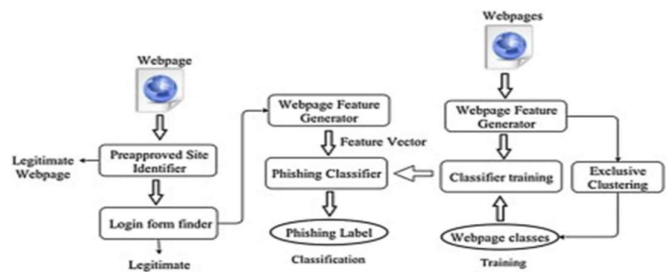 Webpage
Preapproved Site
Identifier
Legitimate
Webpage
Login form finder
Legitimate
Webpage Feature
Generator
Feature Vector
Phishing Classifier
Phishing Label
Classification
Webpages
Webpage Feature
Generator
Classifier training
Exclusive
Clustering
Webpage classes
Training